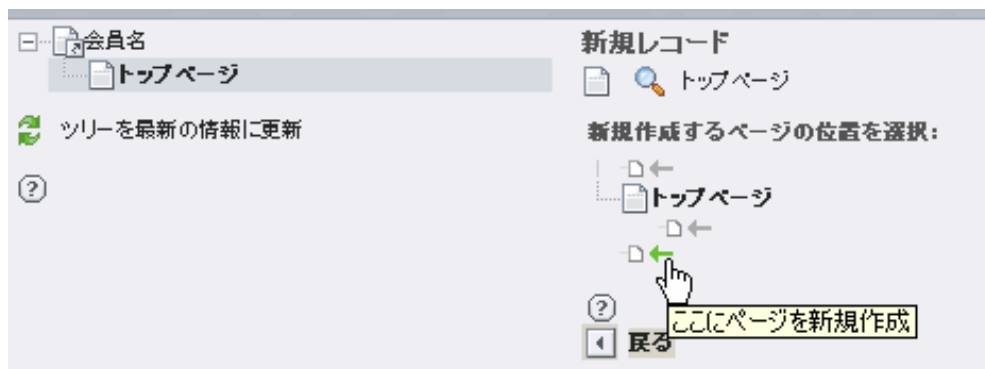 会員名
トップページ
ツリーを最新の情報に更新
新規レコード
トップページ
新規作成するページの位置を選択:
トップページ
ここにページを新規作成
戻る